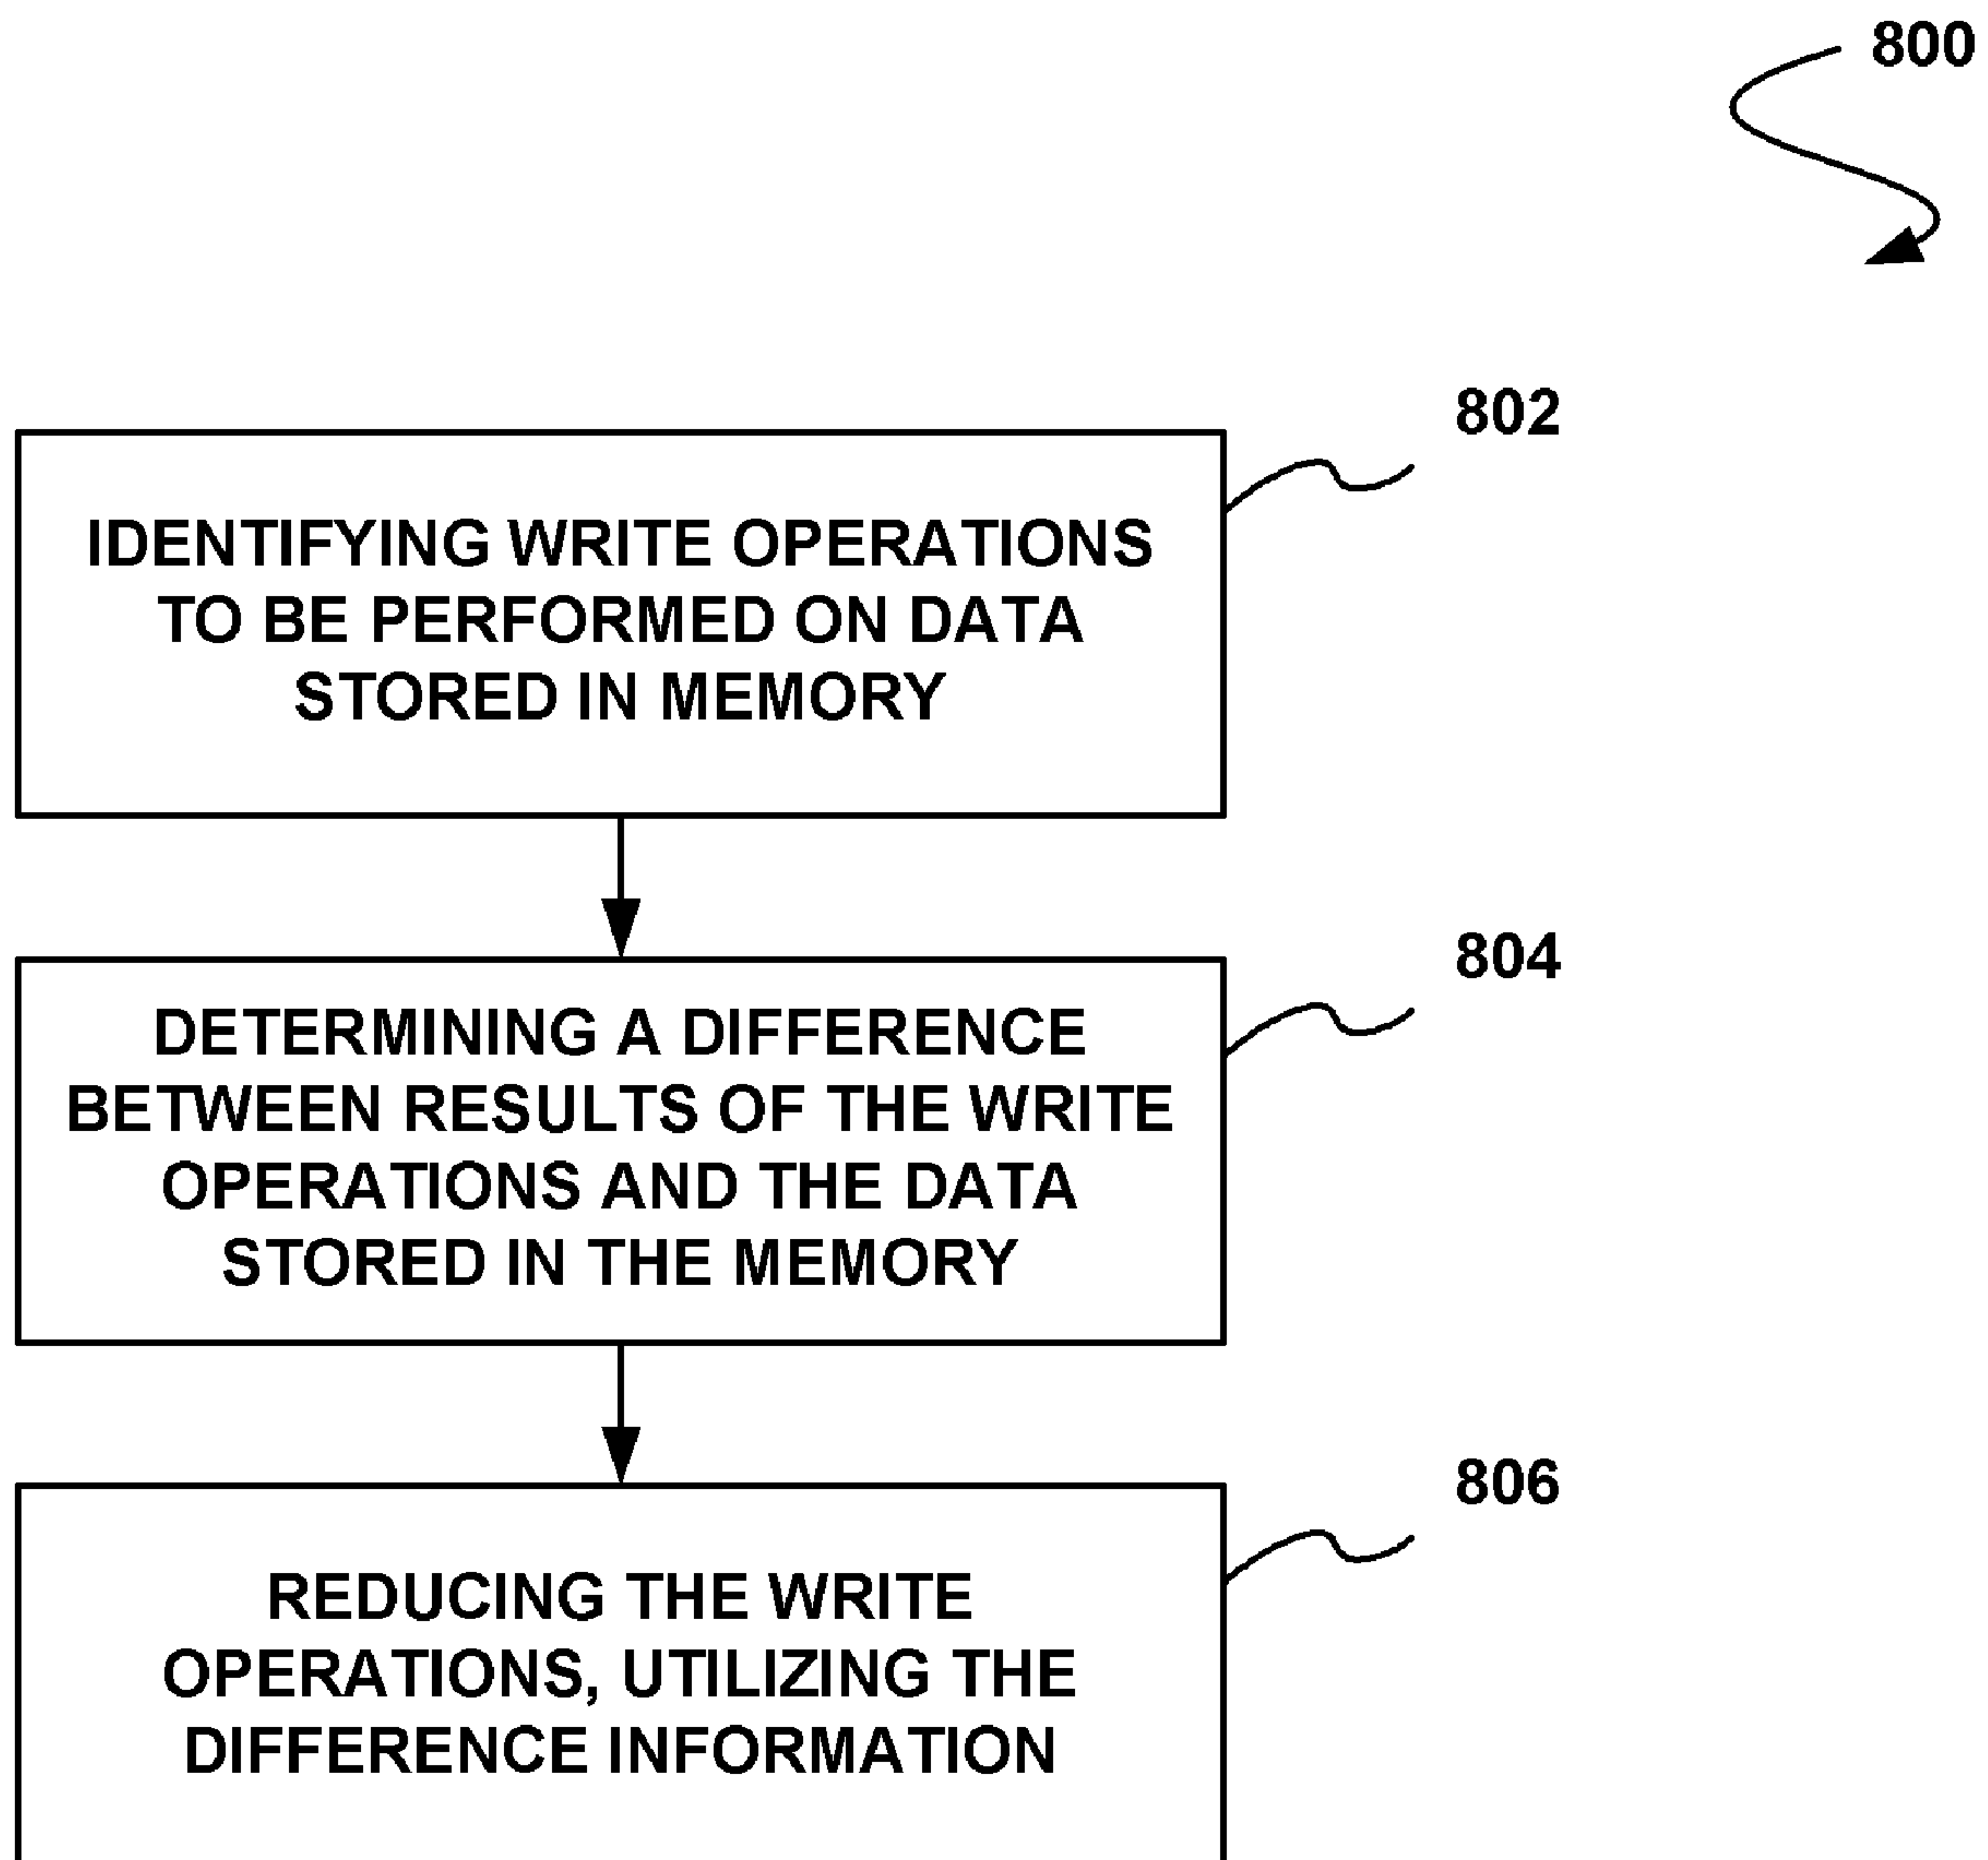 800
802
IDENTIFYING WRITE OPERATIONS
TO BE PERFORMED ON DATA
STORED IN MEMORY
804
DETERMINING A DIFFERENCE
BETWEEN RESULTS OF THE WRITE
OPERATIONS AND THE DATA
STORED IN THE MEMORY
806
REDUCING THE WRITE
OPERATIONS, UTILIZING THE
DIFFERENCE INFORMATION